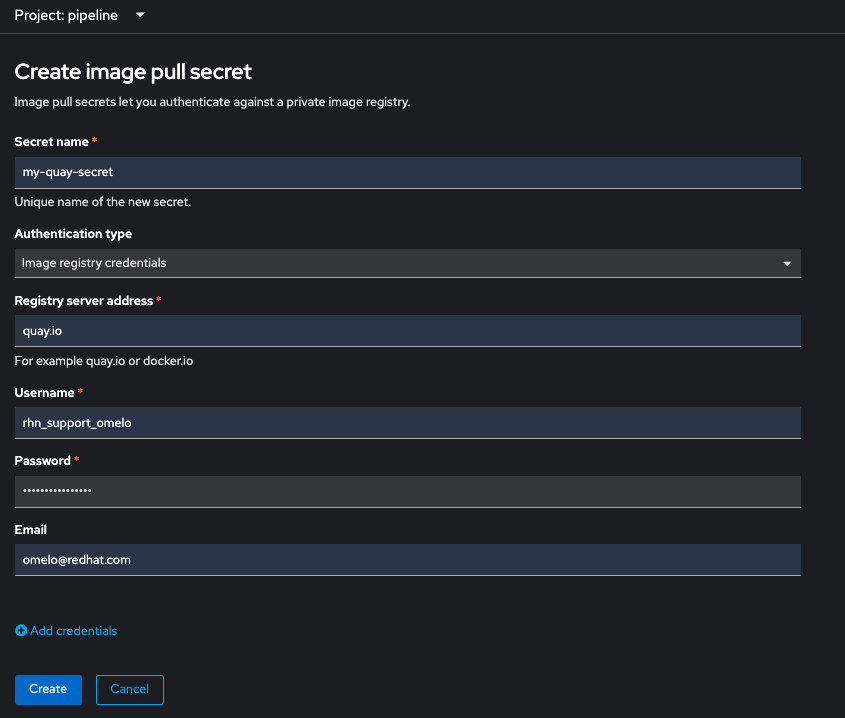 Project: pipeline
Create image pull secret
Image pull secrets let you authenticate against a private image registry.
Secret name *
my-quay-secret
Unique name of the new secret.
Authentication type
Image registry credentials
Registry server address *
quay.io
For example quay.io or docker.io
Username *
rhn_support_omelo
Password *
••••••••••••••••
Email
omelo@redhat.com
Add credentials
Create Cancel